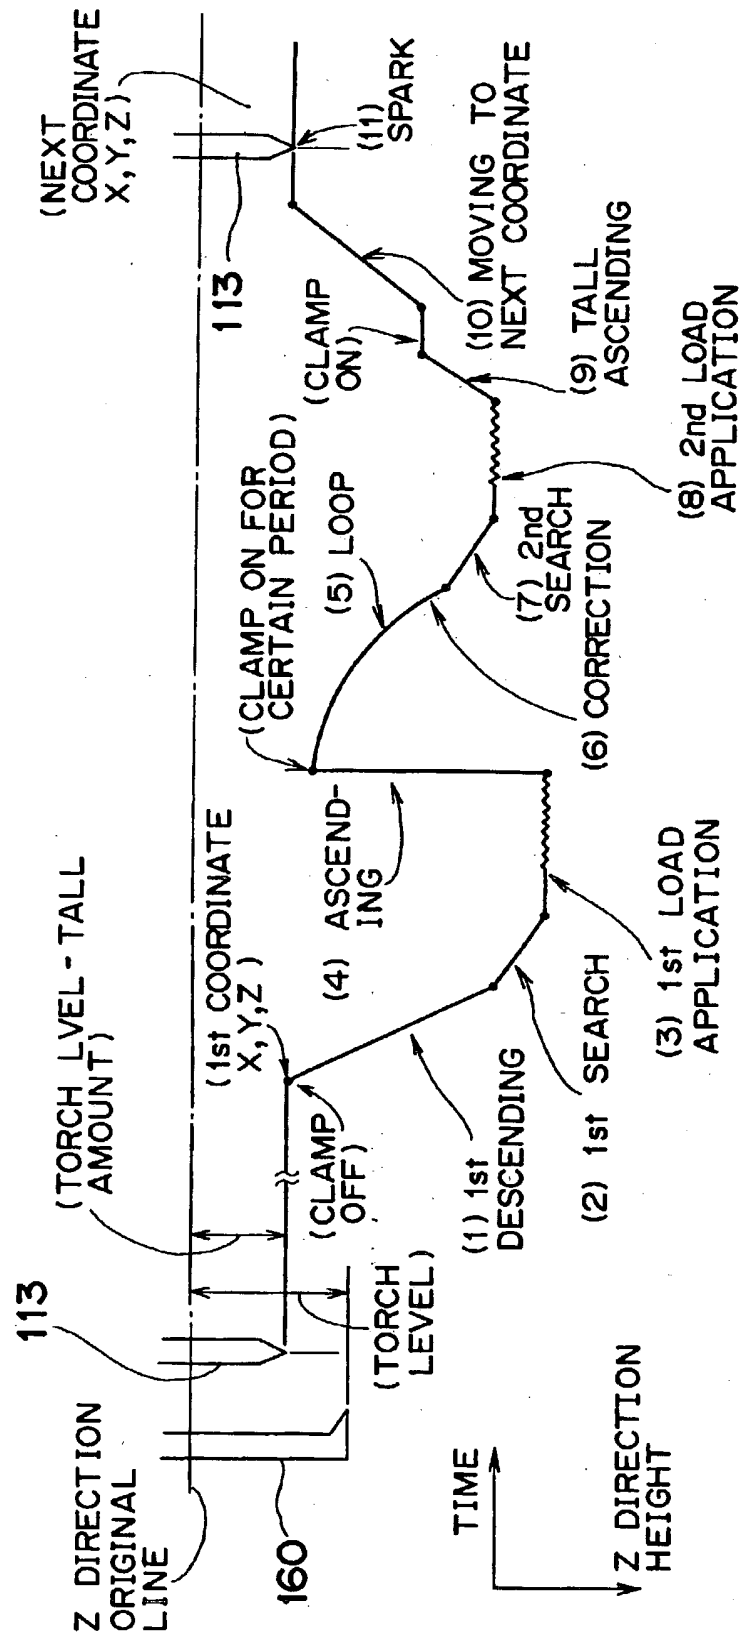 Z DIRECTION
ORIGINAL
LINE
113
160
(TORCH LVEL-TALL
AMOUNT)
(TORCH
LEVEL)
(1st COORDINATE
X,Y,Z)
(CLAMP
OFF)
(1) 1st
DESCENDING
(2) 1st SEARCH
(3) 1st LOAD
APPLICATION
(4) ASCEND-
ING
(CLAMP ON FOR
CERTAIN PERIOD)
(5) LOOP
(6) CORRECTION
(7) 2nd
SEARCH
(8) 2nd LOAD
APPLICATION
(CLAMP
ON)
(9) TALL
ASCENDING
(10) MOVING TO
NEXT COORDINATE
113
(NEXT
COORDINATE
X,Y,Z)
(11)
SPARK
TIME
Z DIRECTION
HEIGHT